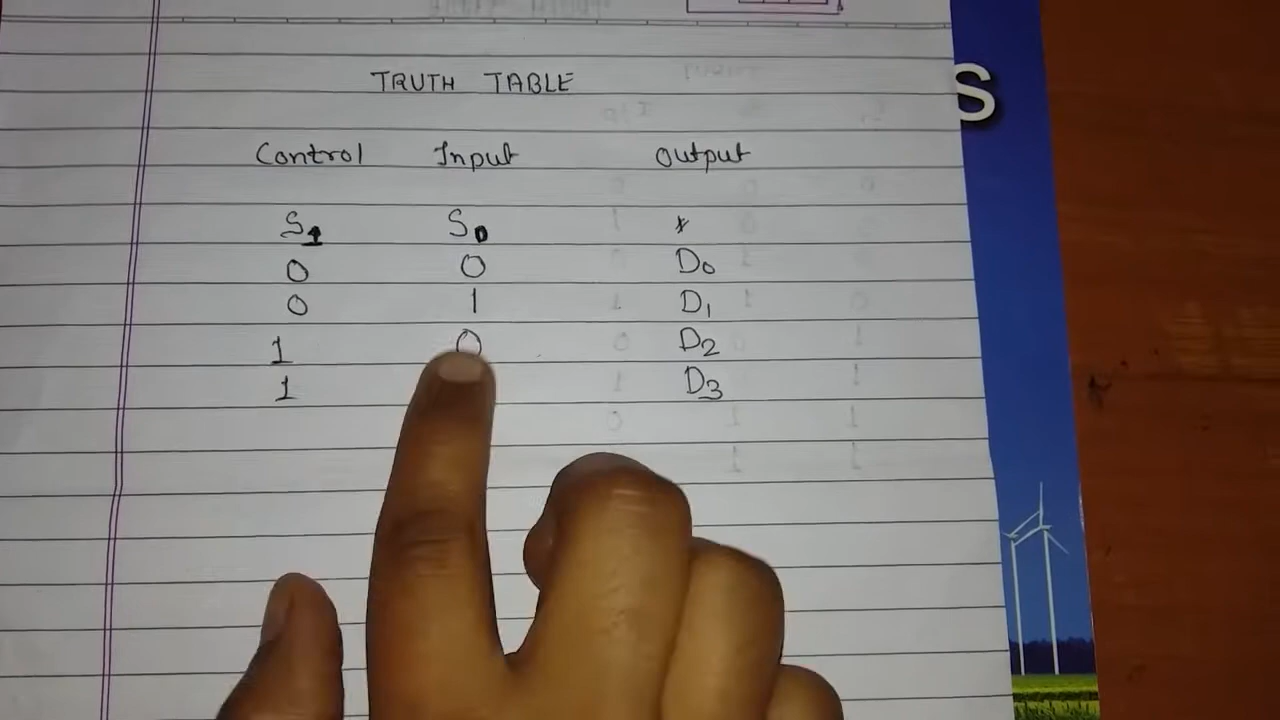 TRUTH TABLE
Control Input Output
S1 S0 *
0 0 D0
0 1 D1
1 0 D2
1 D3
S